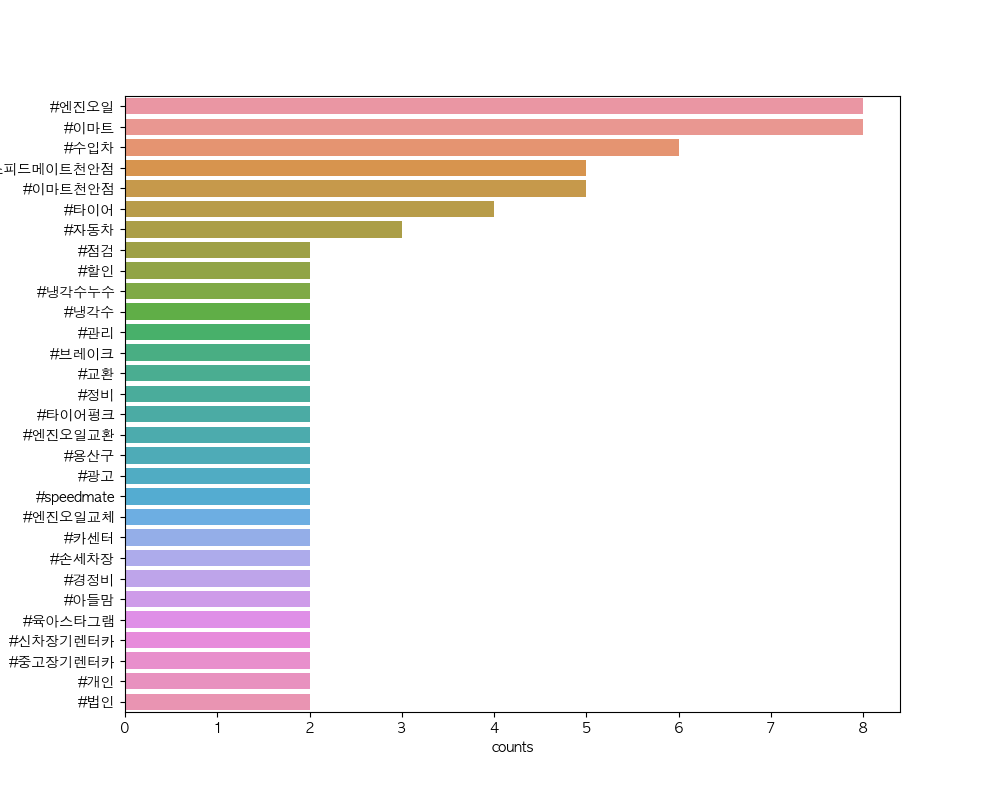 #엔진오일
#이마트
#수입차
스피드메이트천안점
#이마트천안점
#타이어
#자동차
#점검
#할인
#냉각수누수
#냉각수
#관리
#브레이크
#교환
#정비
#타이어펑크
#엔진오일교환
#용산구
#광고
#speedmate
#엔진오일교체
#카센터
#손세차장
#경정비
#아들맘
#육아스타그램
#신차장기렌터카
#중고장기렌터카
#개인
#법인
0 1 2 3 4 5 6 7 8
counts